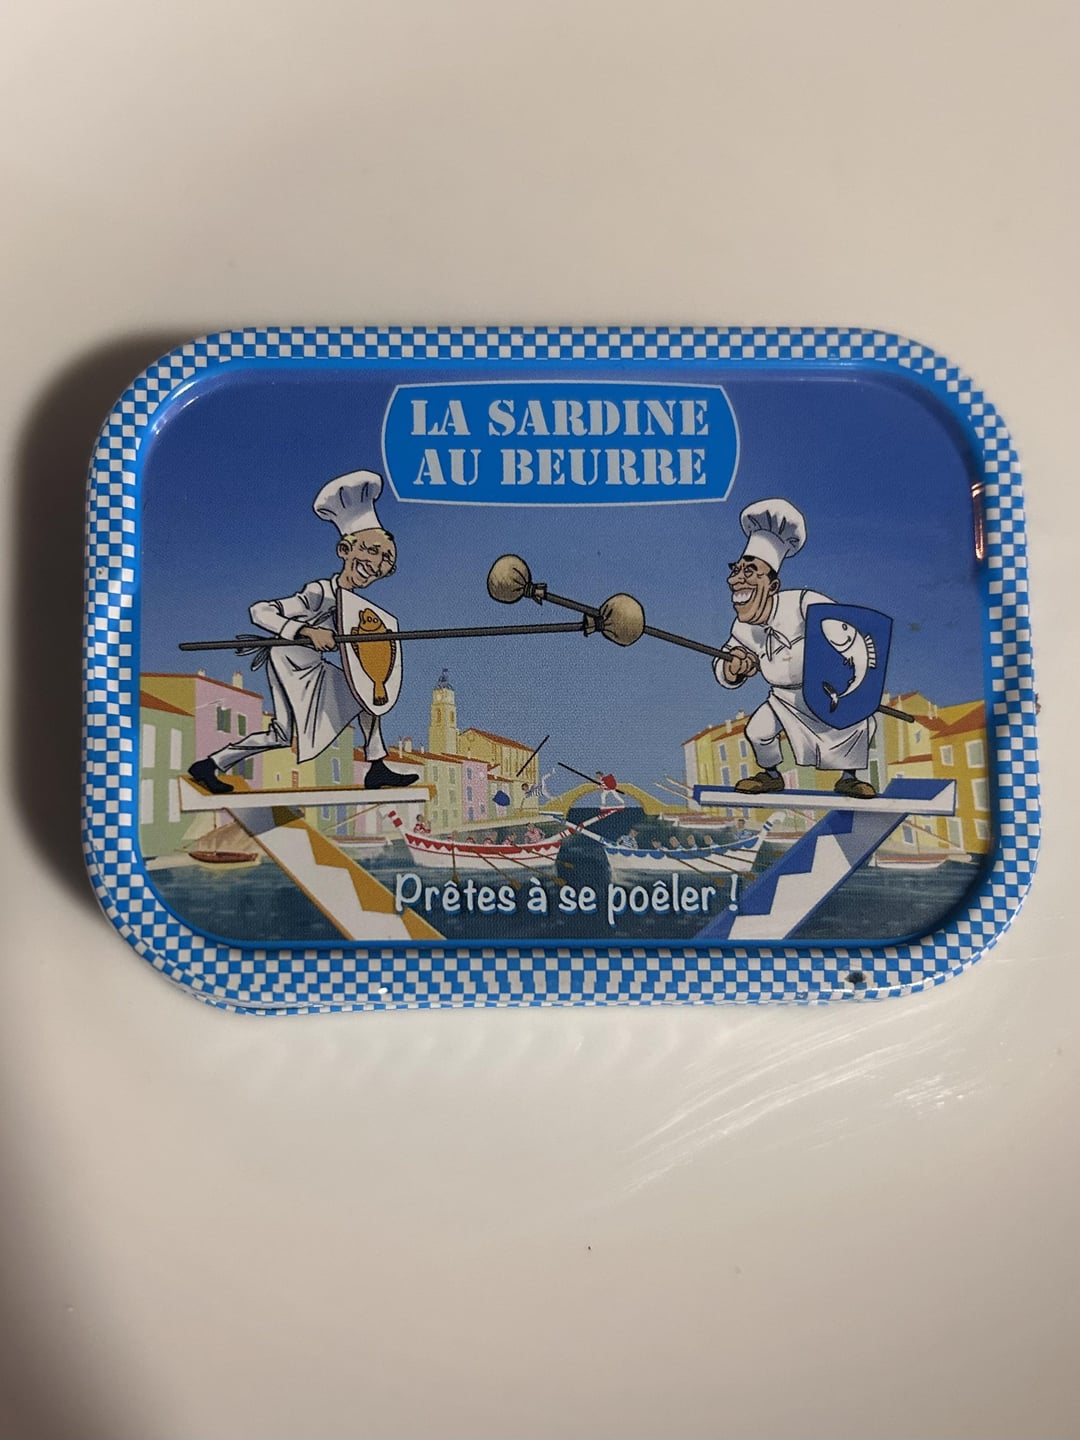 LA SARDINE
AU BEURRE
Prêtes à se poêler !